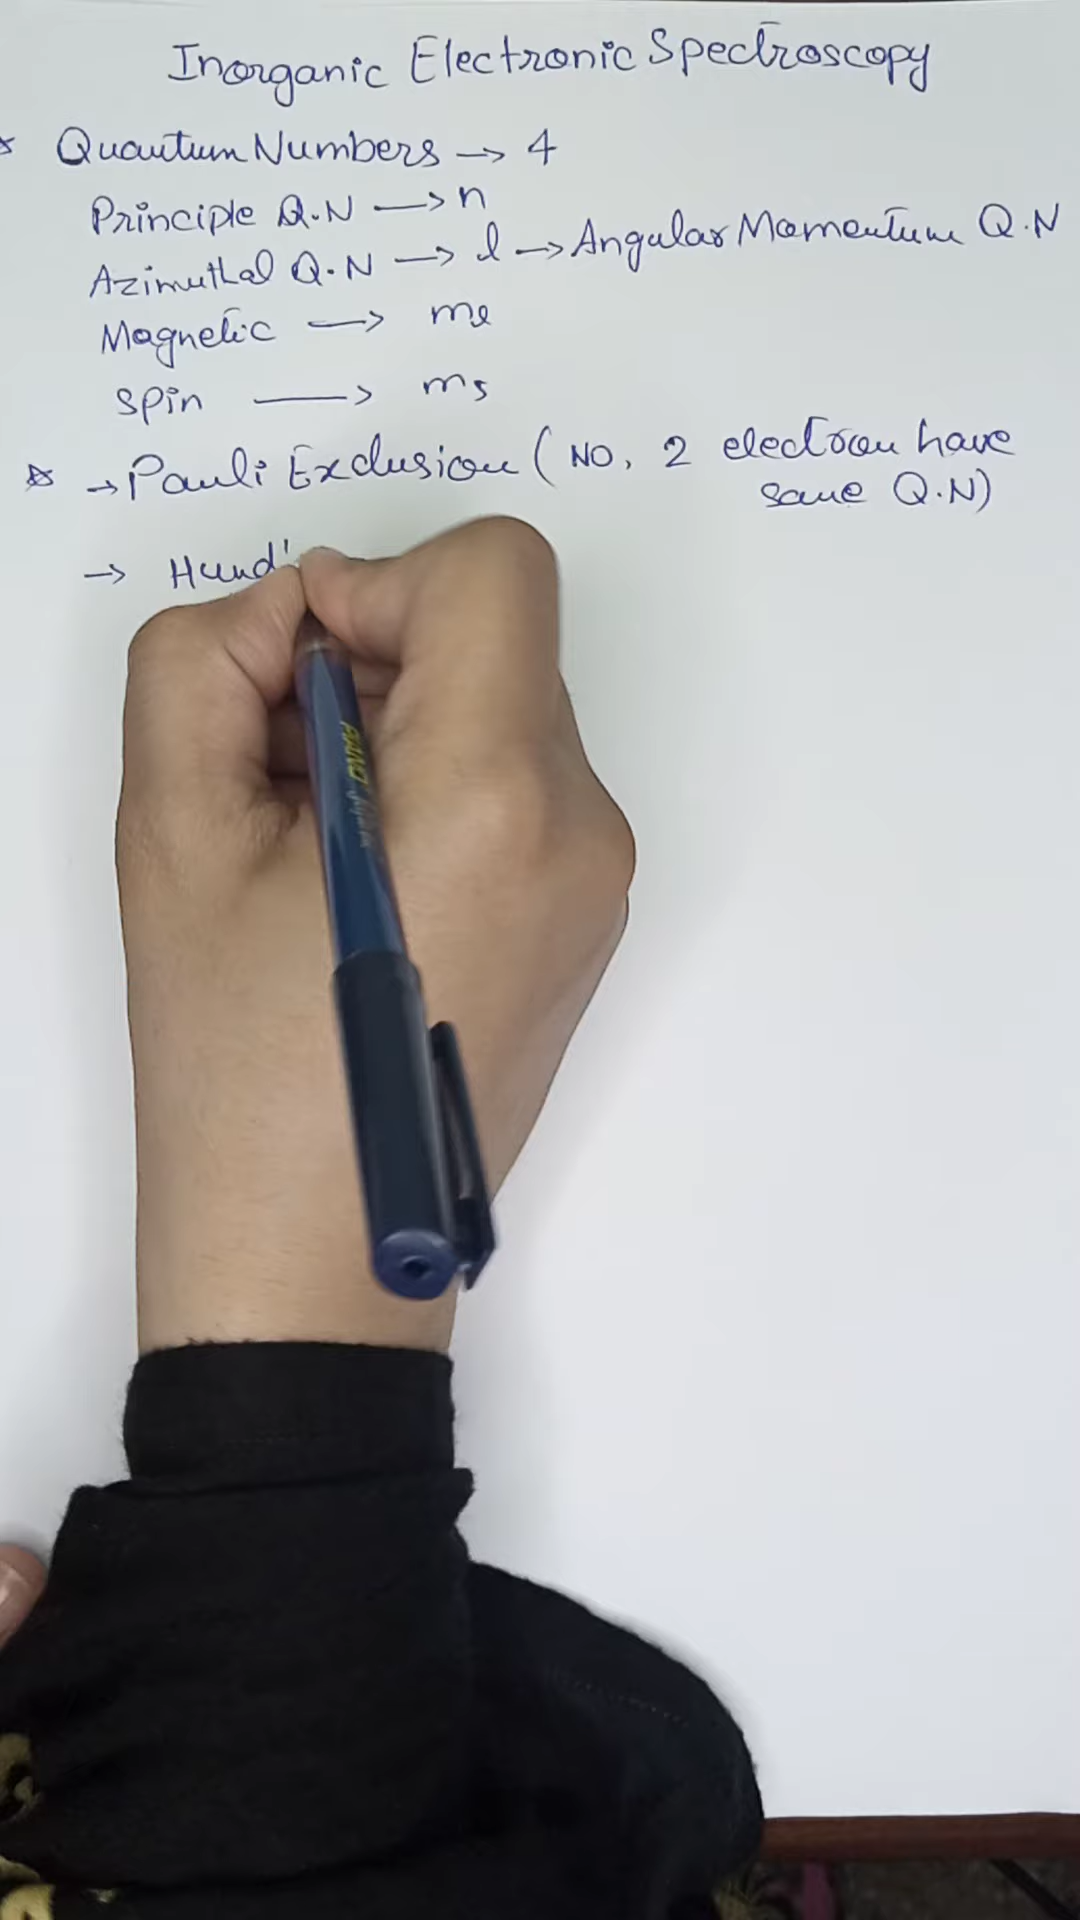 Inorganic Electronic Spectroscopy
Quantum Numbers → 4
Principle Q.N → n
Azimuthal Q.N → l → Angular Momentum Q.N
Magnetic → ml
Spin → ms
→ Pauli Exclusion (NO. 2 electron have
same Q.N)
→ Hund'